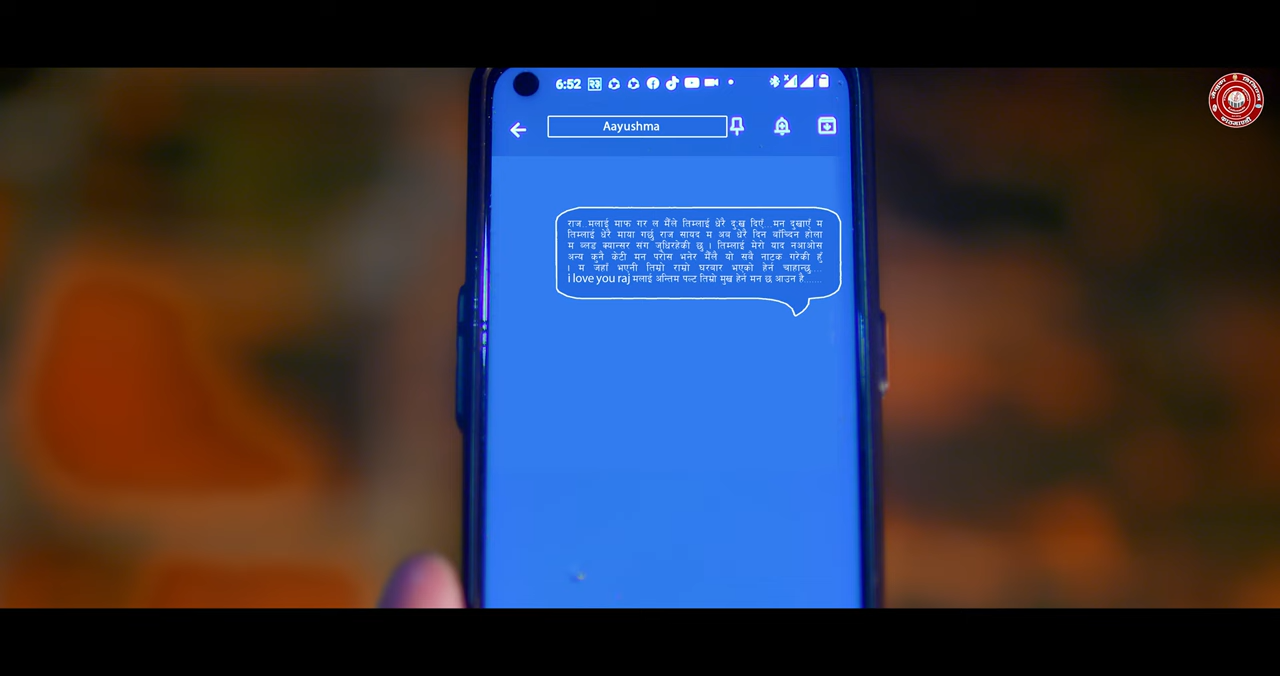 6:52
Aayushma
राज..मलाई माफ गर ल मैले तिम्लाई धेरै दु:ख दिएँ...मन दुखाएँ म
तिम्लाई धेरै माया गर्छु राज सायद म अब धेरै दिन बाँच्दिन होला
म ब्लड क्यान्सर संग जुधिरहेकी छु । तिम्लाई मेरो याद नआओस
अन्य कुनै केटी मन परोस भनेर मैले यो सबै नाटक गरेकी हुँ
। म जहाँ भएनी तिम्रो राम्रो घरबार भएको हेर्न चाहान्छु....
i love you raj मलाई अन्तिम पल्ट तिम्रो मुख हेर्ने मन छ आउन है......